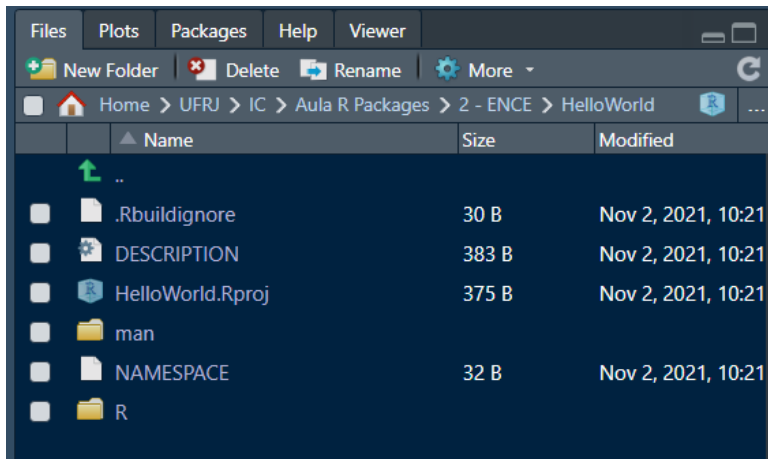 Files Plots Packages Help Viewer
New Folder Delete Rename More
Home > UFRJ > IC > Aula R Packages > 2 - ENCE > HelloWorld R ...
Name Size Modified
..
.Rbuildignore 30 B Nov 2, 2021, 10:21
DESCRIPTION 383 B Nov 2, 2021, 10:21
HelloWorld.Rproj 375 B Nov 2, 2021, 10:21
man
NAMESPACE 32 B Nov 2, 2021, 10:21
R